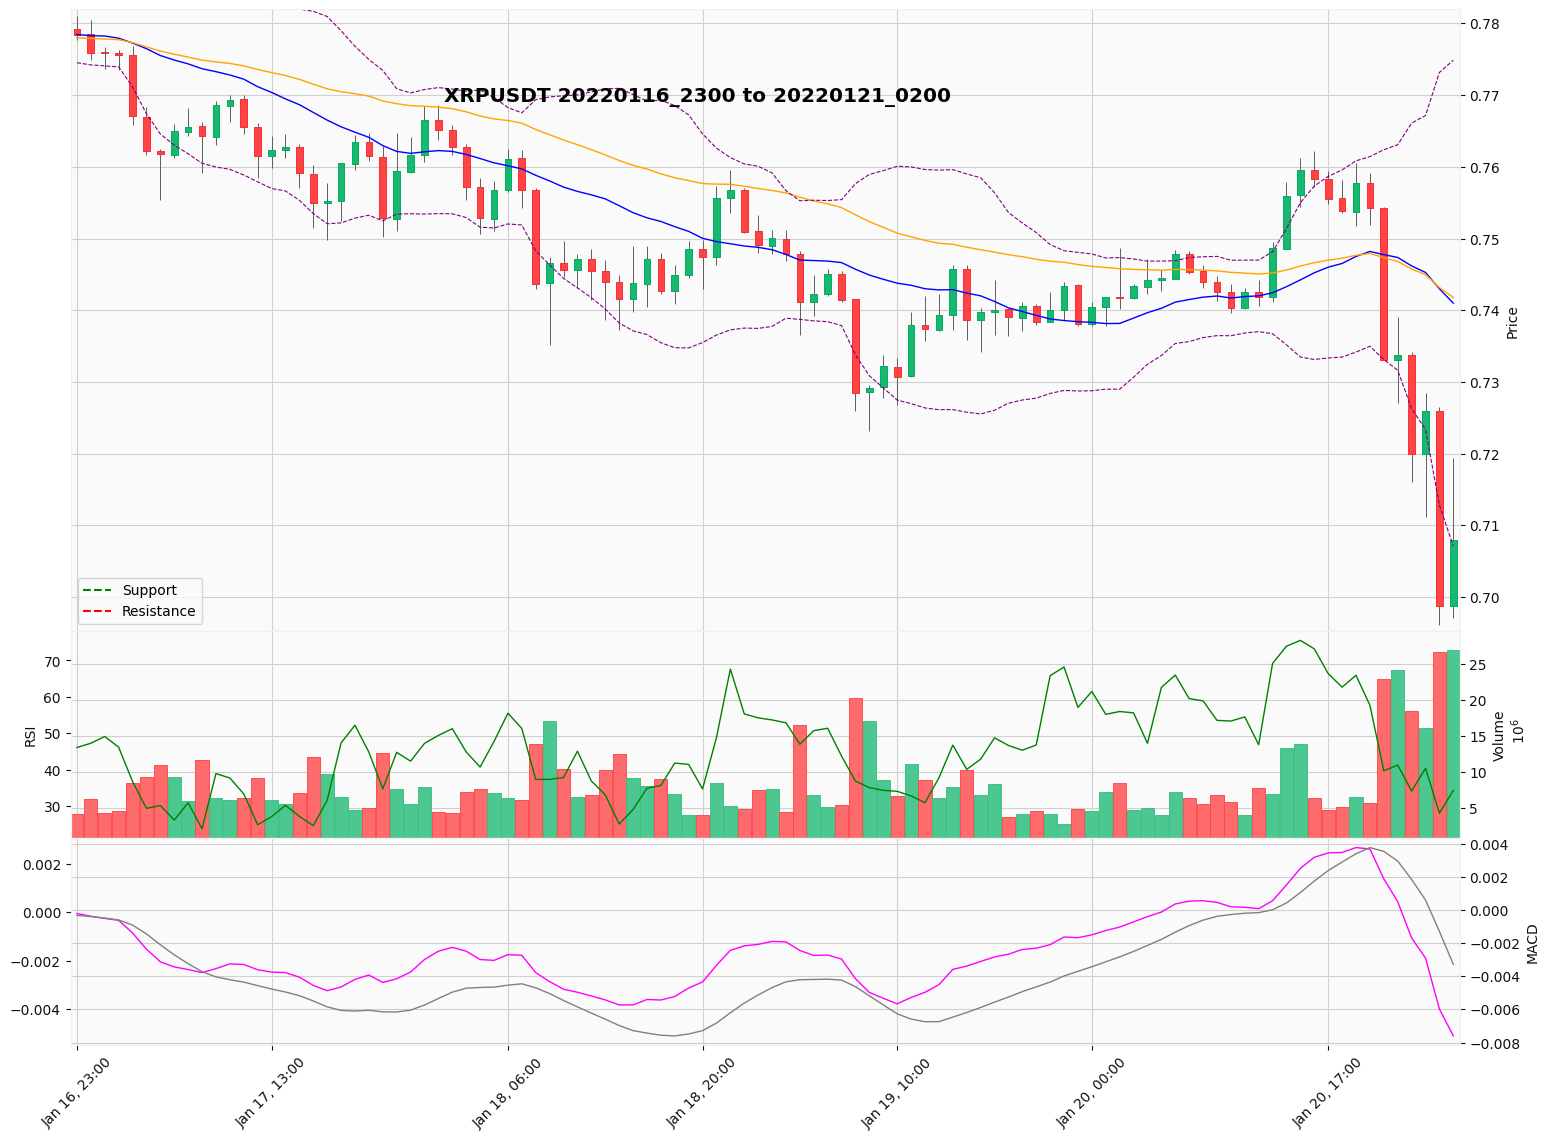 XRPUSDT 20220116_2300 to 20220121_0200
0.78
0.77
0.76
0.75
0.74
0.73
0.72
0.71
0.70
Price
Support
Resistance
70
60
50
40
30
RSI
25
20
15
10
5
Volume
10^6
0.002
0.000
−0.002
−0.004
0.004
0.002
0.000
−0.002
−0.004
−0.006
−0.008
MACD
Jan 16, 23:00
Jan 17, 13:00
Jan 18, 06:00
Jan 18, 20:00
Jan 19, 10:00
Jan 20, 00:00
Jan 20, 17:00